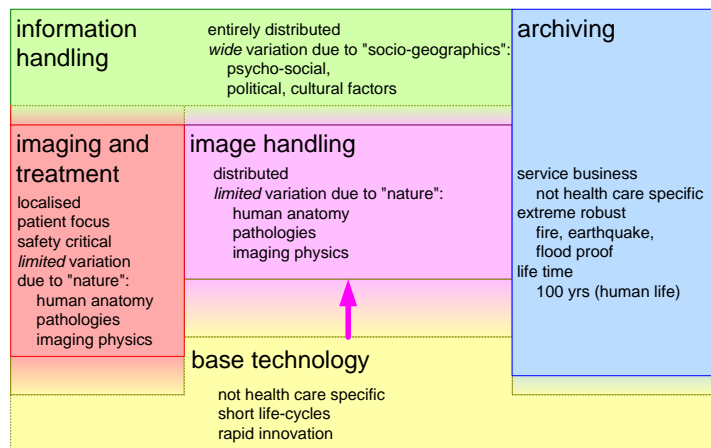 information
handling
entirely distributed
wide variation due to "socio-geographics":
psycho-social,
political, cultural factors
archiving
service business
not health care specific
extreme robust
fire, earthquake,
flood proof
life time
100 yrs (human life)
imaging and
treatment
localised
patient focus
safety critical
limited variation
due to "nature":
human anatomy
pathologies
imaging physics
image handling
distributed
limited variation due to "nature":
human anatomy
pathologies
imaging physics
base technology
not health care specific
short life-cycles
rapid innovation